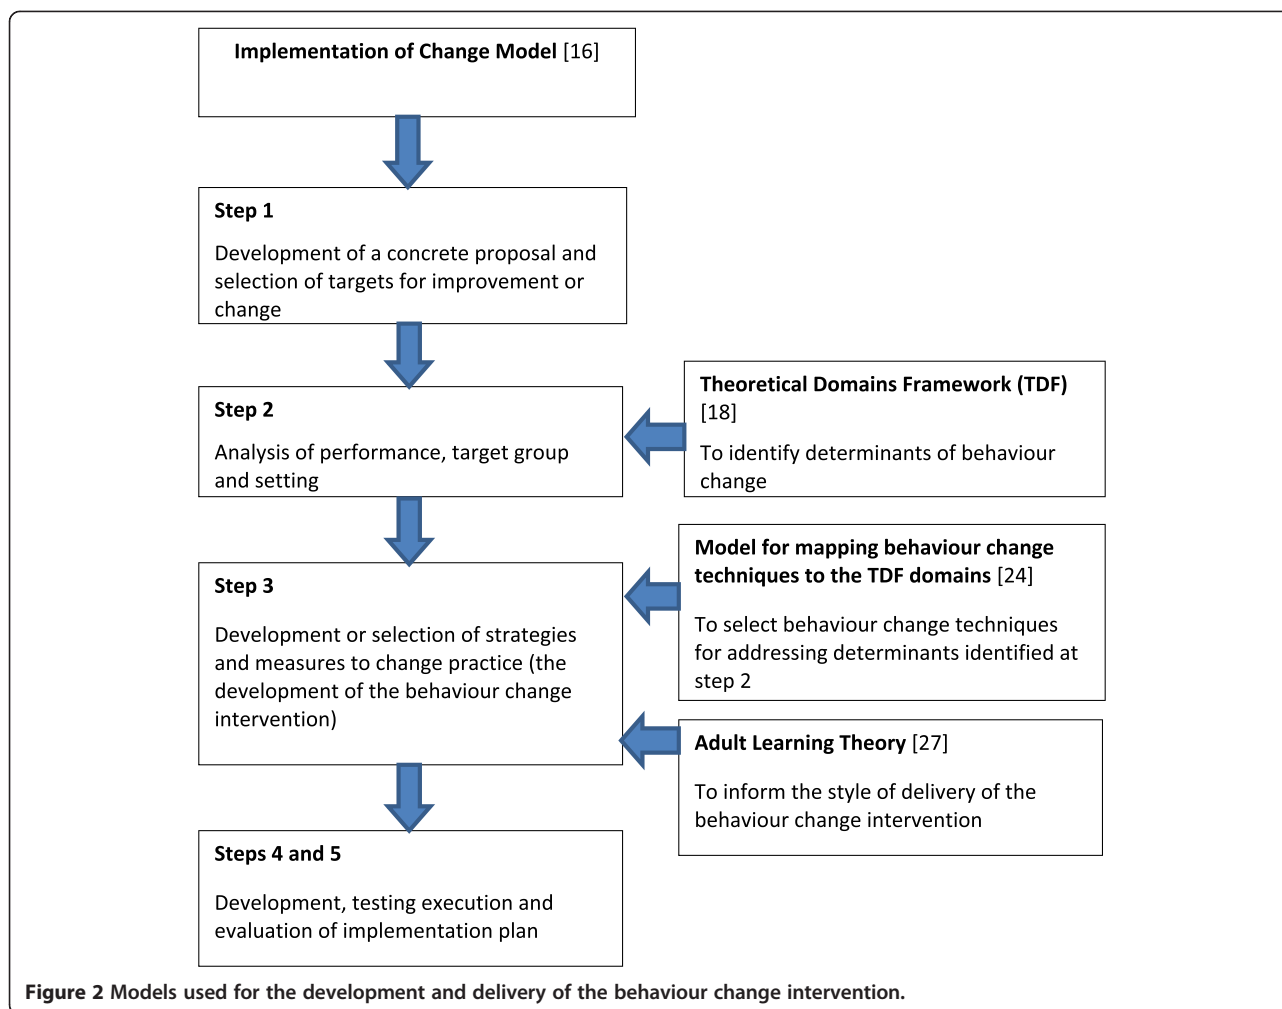 Implementation of Change Model [16]
Step 1
Development of a concrete proposal and
selection of targets for improvement or
change
Step 2
Analysis of performance, target group
and setting
Theoretical Domains Framework (TDF)
[18]
To identify determinants of behaviour
change
Step 3
Development or selection of strategies
and measures to change practice (the
development of the behaviour change
intervention)
Model for mapping behaviour change
techniques to the TDF domains [24]
To select behaviour change techniques
for addressing determinants identified at
step 2
Adult Learning Theory [27]
To inform the style of delivery of the
behaviour change intervention
Steps 4 and 5
Development, testing execution and
evaluation of implementation plan
Figure 2 Models used for the development and delivery of the behaviour change intervention.